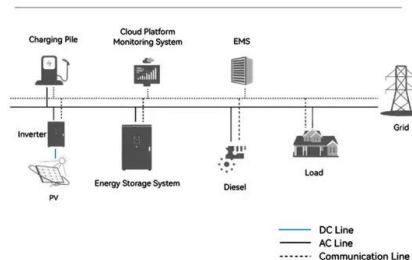 Charging Pile
Cloud Platform
Monitoring System
EMS
Grid
Inverter
PV
Energy Storage System
Diesel
Load
DC Line
AC Line
Communication Line